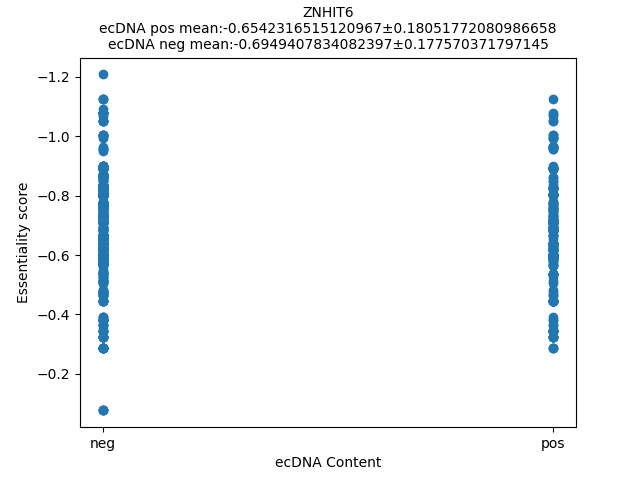 ZNHIT6
ecDNA pos mean:-0.6542316515120967±0.18051772080986658
ecDNA neg mean:-0.6949407834082397±0.177570371797145
−1.2
−1.0
−0.8
−0.6
−0.4
−0.2
Essentiality score
neg
pos
ecDNA Content